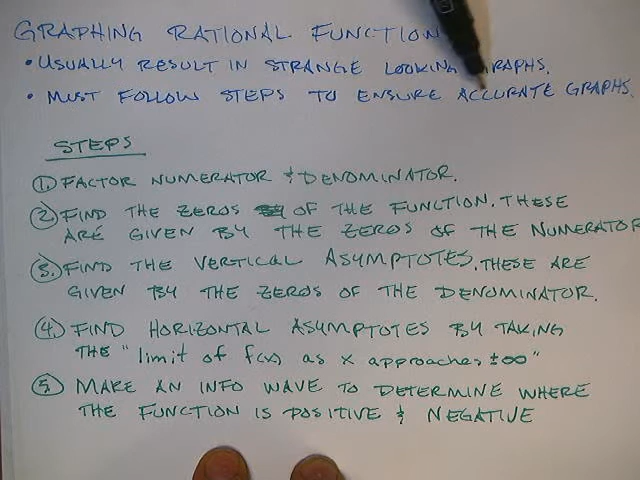 GRAPHING RATIONAL FUNCTION
• USUALLY RESULT IN STRANGE LOOKING GRAPHS.
• MUST FOLLOW STEPS TO ENSURE ACCURATE GRAPHS.
STEPS
1. FACTOR NUMERATOR & DENOMINATOR.
2. FIND THE ZEROS OF THE FUNCTION. THESE
ARE GIVEN BY THE ZEROS OF THE NUMERATOR
3. FIND THE VERTICAL ASYMPTOTES. THESE ARE
GIVEN BY THE ZEROS OF THE DENOMINATOR.
4. FIND HORIZONTAL ASYMPTOTES BY TAKING
THE "limit of f(x) as x approaches ±∞"
5. MAKE AN INFO WAVE TO DETERMINE WHERE
THE FUNCTION IS POSITIVE & NEGATIVE